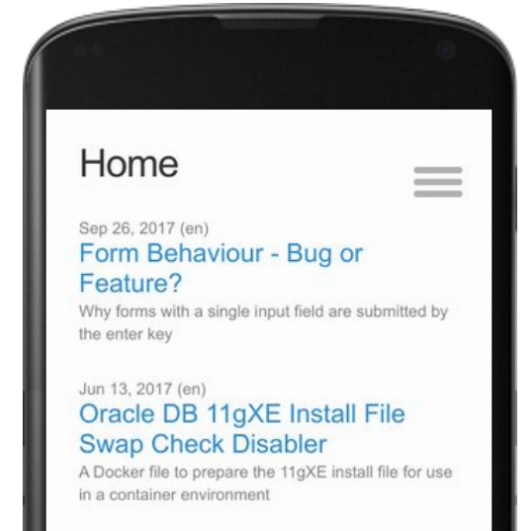 Home
Sep 26, 2017 (en)
Form Behaviour - Bug or
Feature?
Why forms with a single input field are submitted by
the enter key
Jun 13, 2017 (en)
Oracle DB 11gXE Install File
Swap Check Disabler
A Docker file to prepare the 11gXE install file for use
in a container environment